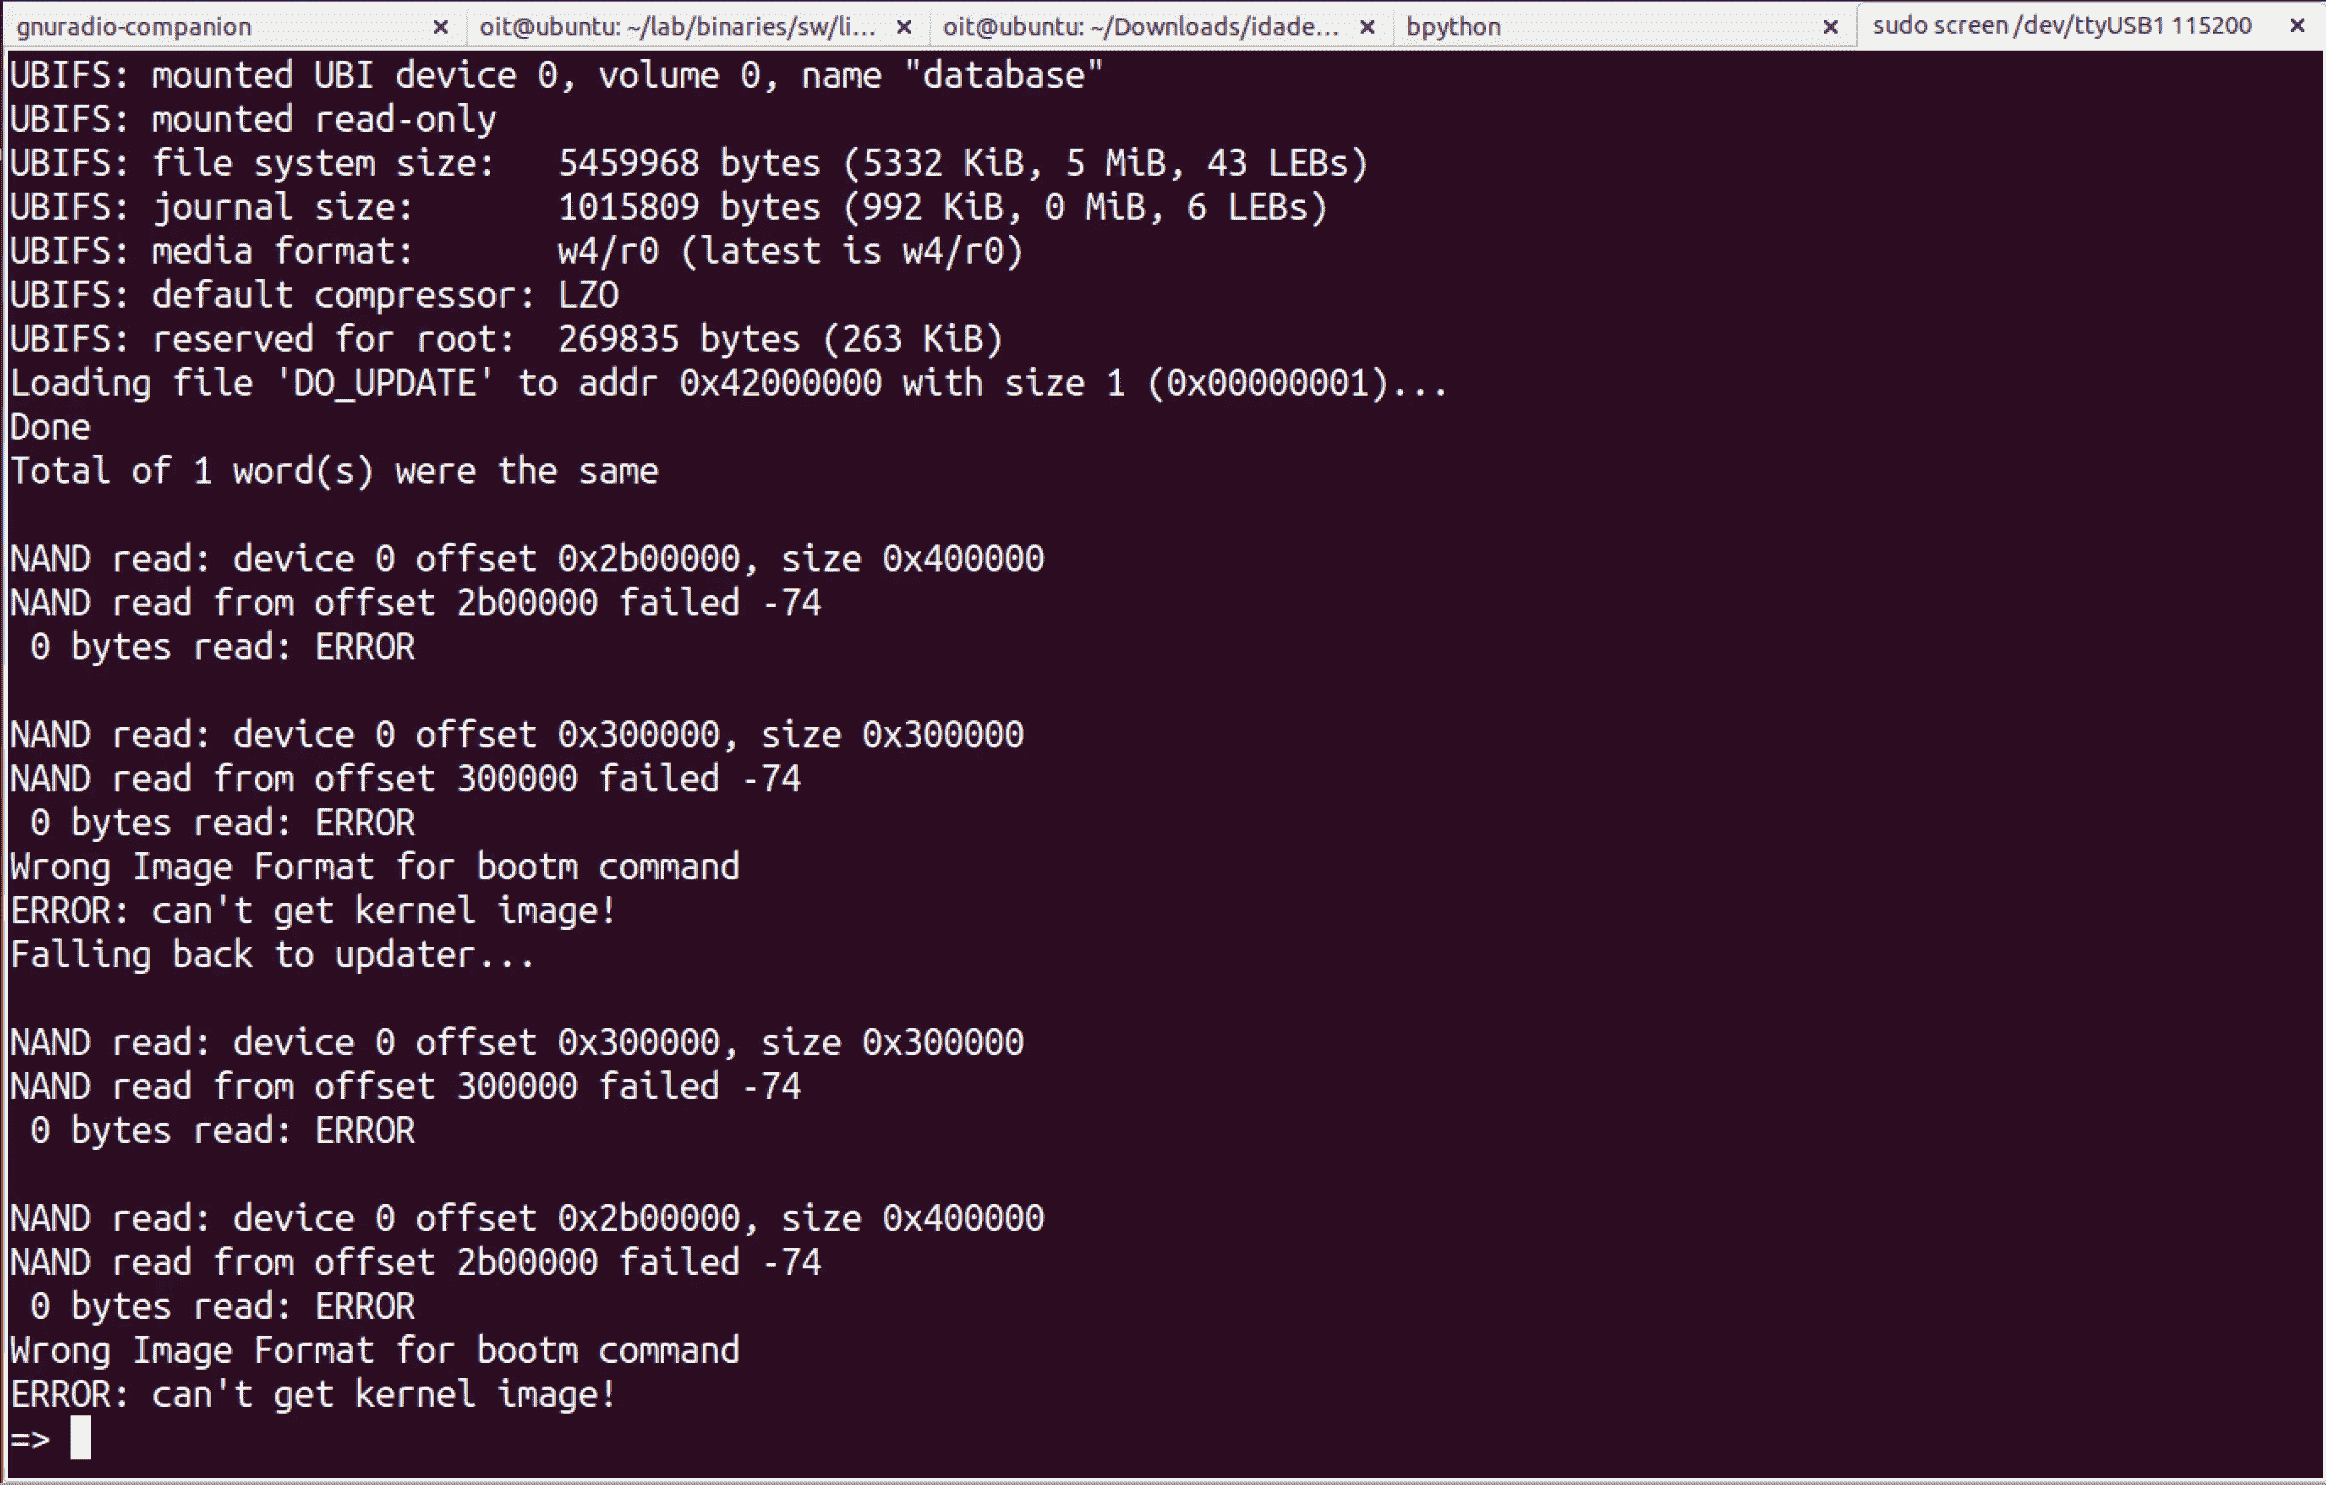 gnuradio-companion
oit@ubuntu: ~/lab/binaries/sw/li...
oit@ubuntu: ~/Downloads/idade...
bpython
sudo screen /dev/ttyUSB1 115200
UBIFS: mounted UBI device 0, volume 0, name "database"
UBIFS: mounted read-only
UBIFS: file system size:   5459968 bytes (5332 KiB, 5 MiB, 43 LEBs)
UBIFS: journal size:       1015809 bytes (992 KiB, 0 MiB, 6 LEBs)
UBIFS: media format:       w4/r0 (latest is w4/r0)
UBIFS: default compressor: LZO
UBIFS: reserved for root:  269835 bytes (263 KiB)
Loading file 'DO_UPDATE' to addr 0x42000000 with size 1 (0x00000001)...
Done
Total of 1 word(s) were the same
NAND read: device 0 offset 0x2b00000, size 0x400000
NAND read from offset 2b00000 failed -74
 0 bytes read: ERROR
NAND read: device 0 offset 0x300000, size 0x300000
NAND read from offset 300000 failed -74
 0 bytes read: ERROR
Wrong Image Format for bootm command
ERROR: can't get kernel image!
Falling back to updater...
NAND read: device 0 offset 0x300000, size 0x300000
NAND read from offset 300000 failed -74
 0 bytes read: ERROR
NAND read: device 0 offset 0x2b00000, size 0x400000
NAND read from offset 2b00000 failed -74
 0 bytes read: ERROR
Wrong Image Format for bootm command
ERROR: can't get kernel image!
=>